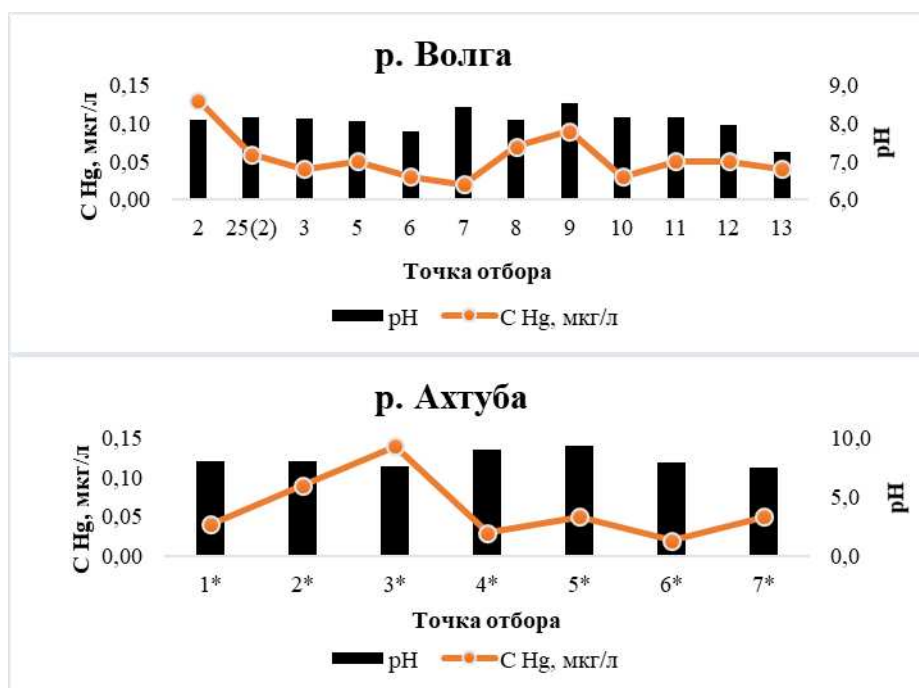 р. Волга
С Hg, мкг/л
0,15
0,10
0,05
0,00
9,0
8,0
7,0
6,0
pH
2 25(2) 3 5 6 7 8 9 10 11 12 13
Точка отбора
pH С Hg, мкг/л
р. Ахтуба
С Hg, мкг/л
0,15
0,10
0,05
0,00
10,0
5,0
0,0
pH
1* 2* 3* 4* 5* 6* 7*
Точка отбора
pH С Hg, мкг/л